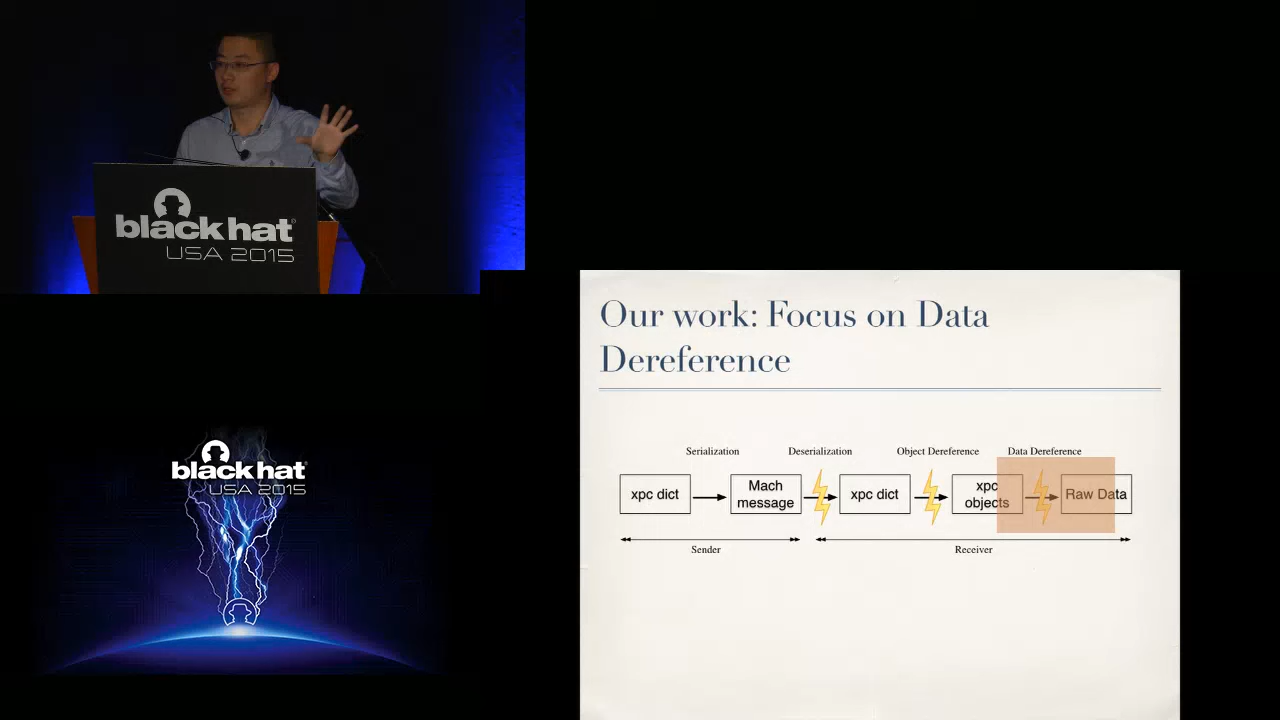 black hat
USA 2015
black hat
USA 2015
Our work: Focus on Data
Dereference
Serialization
Deserialization
Object Dereference
Data Dereference
xpc dict
Mach
message
xpc dict
xpc
objects
Raw Data
Sender
Receiver